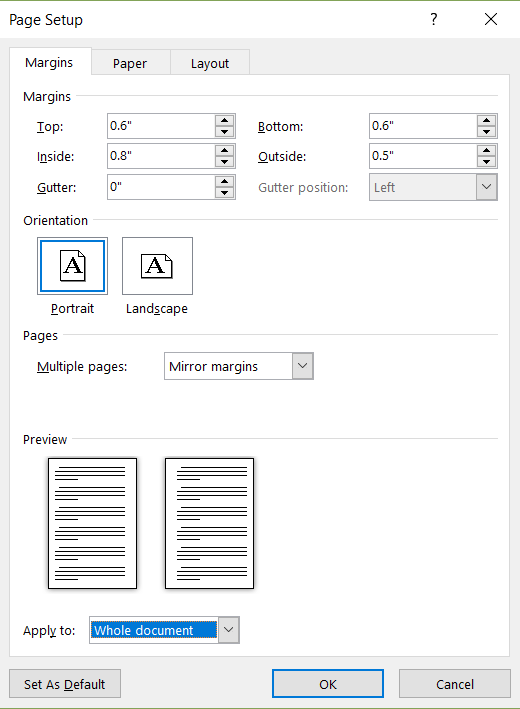 Page Setup ?
Margins Paper Layout
Margins
Top: 0.6" Bottom: 0.6"
Inside: 0.8" Outside: 0.5"
Gutter: 0" Gutter position: Left
Orientation
A A
Portrait Landscape
Pages
Multiple pages: Mirror margins
Preview
Apply to: Whole document
Set As Default OK Cancel